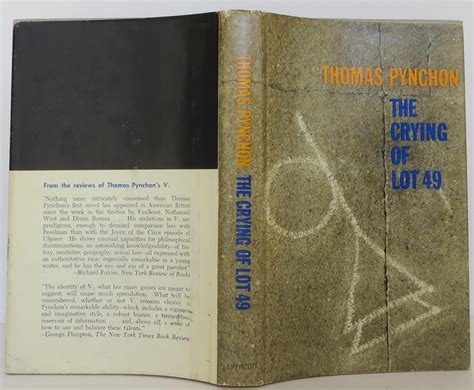 From the reviews of Thomas Pynchon's V.
"Nothing more intricately conceived than Thomas
Pynchon's first novel has appeared in American fiction
since the work in the thirties by Faulkner, Nathanael
West and Djuna Barnes. . . . His ambitions in V. are
prodigious, enough to demand comparison less with
Perelman than with the Joyce of the Circe episode of
Ulysses. He shows unusual capacities for philosophical
discriminations, an astonishing knowledgability—of
history, medicine, geography, sexual lore—all expressed with
an authoritative ease, especially remarkable in a young
writer, and he has the eye and ear of a great parodist."
—Richard Poirier, New York Review of Books
"The identity of V., what her many guises are meant to
suggest, will cause much speculation. What will be
remembered, whether or not V. remains elusive, is
Pynchon's remarkable ability—which includes a vigorous
and imaginative style, a robust humor, a tremendous
reservoir of information . . . and, above all, a sense of
how to use and balance these talents."
—George Plimpton, The New York Times Book Review
THOMAS PYNCHON THE CRYING OF LOT 49
LIPPINCOTT
THOMAS PYNCHON
THE
CRYING
OF
LOT 49